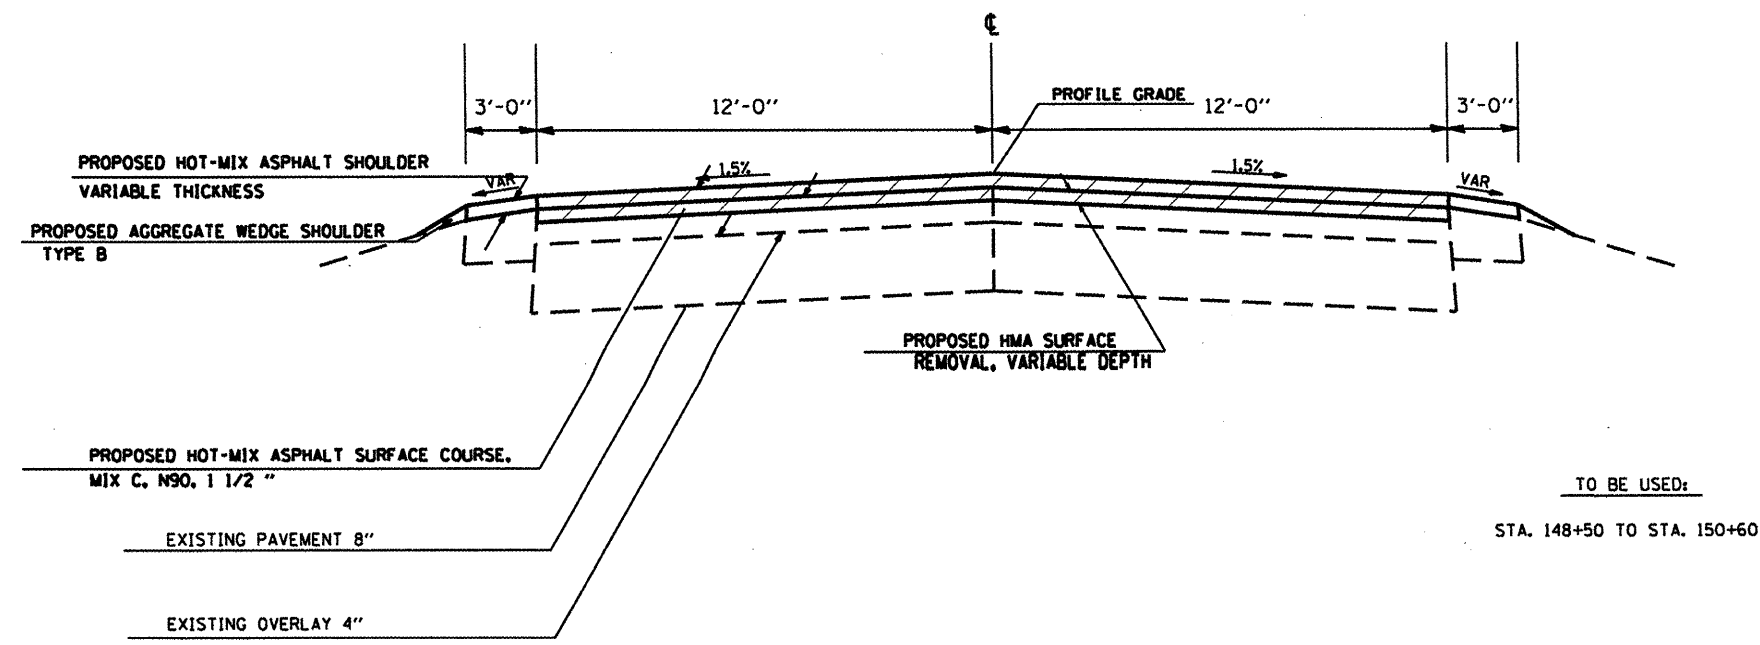 ℄
PROFILE GRADE
3'-0" 12'-0" 12'-0" 3'-0"
PROPOSED HOT-MIX ASPHALT SHOULDER
VARIABLE THICKNESS
VAR 1.5% 1.5% VAR
PROPOSED AGGREGATE WEDGE SHOULDER
TYPE B
PROPOSED HMA SURFACE
REMOVAL, VARIABLE DEPTH
PROPOSED HOT-MIX ASPHALT SURFACE COURSE,
MIX C, N90, 1 1/2 "
TO BE USED:
STA. 148+50 TO STA. 150+60
EXISTING PAVEMENT 8"
EXISTING OVERLAY 4"